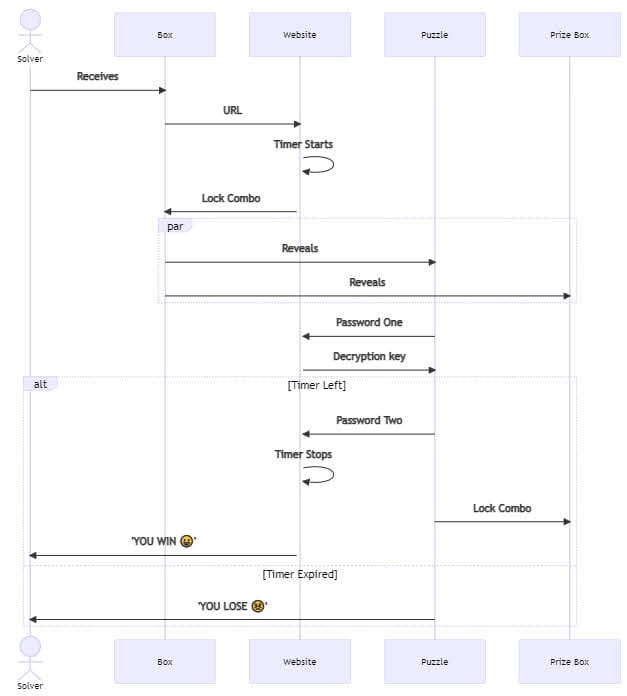 Solver
Box
Website
Puzzle
Prize Box
Receives
URL
Timer Starts
Lock Combo
par
Reveals
Reveals
Password One
Decryption key
alt
[Timer Left]
Password Two
Timer Stops
Lock Combo
'YOU WIN 😀'
[Timer Expired]
'YOU LOSE 😢'
Solver
Box
Website
Puzzle
Prize Box